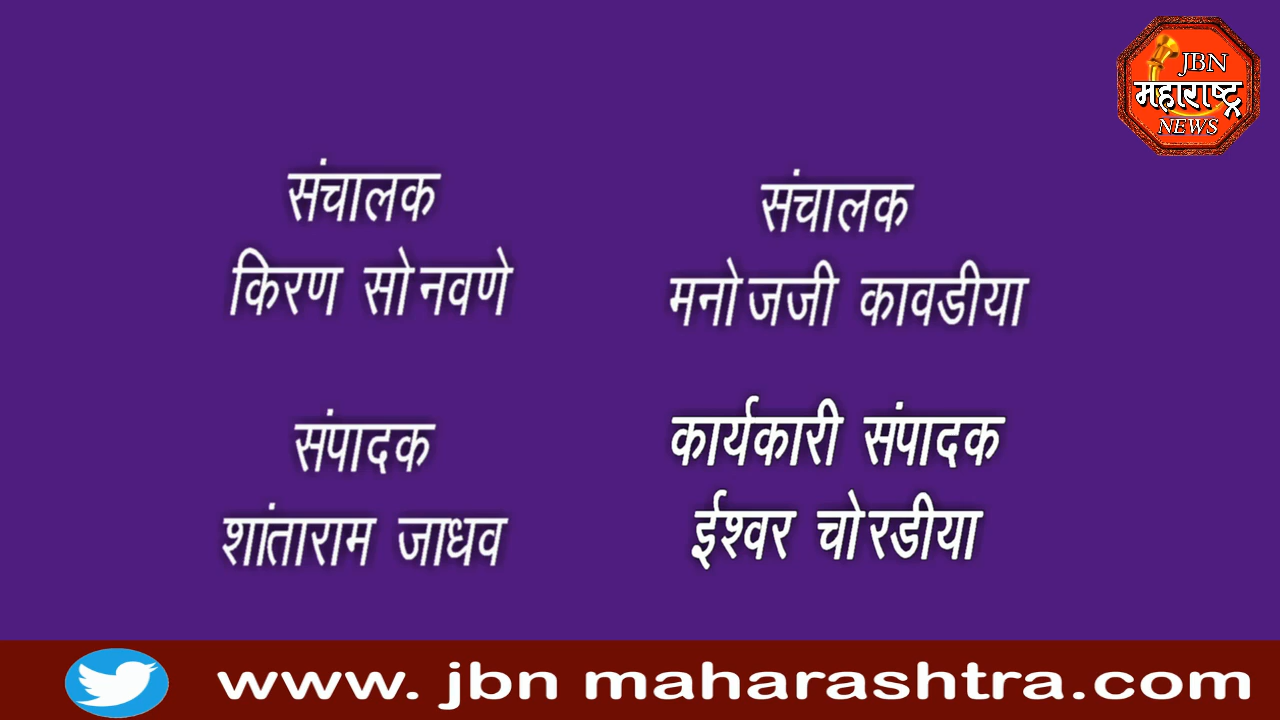 JBN
महाराष्ट्र
NEWS
संचालक
किरण सोनवणे
संचालक
मनोजजी कावडीया
संपादक
शांताराम जाधव
कार्यकारी संपादक
ईश्वर चोरडीया
www. jbn maharashtra.com